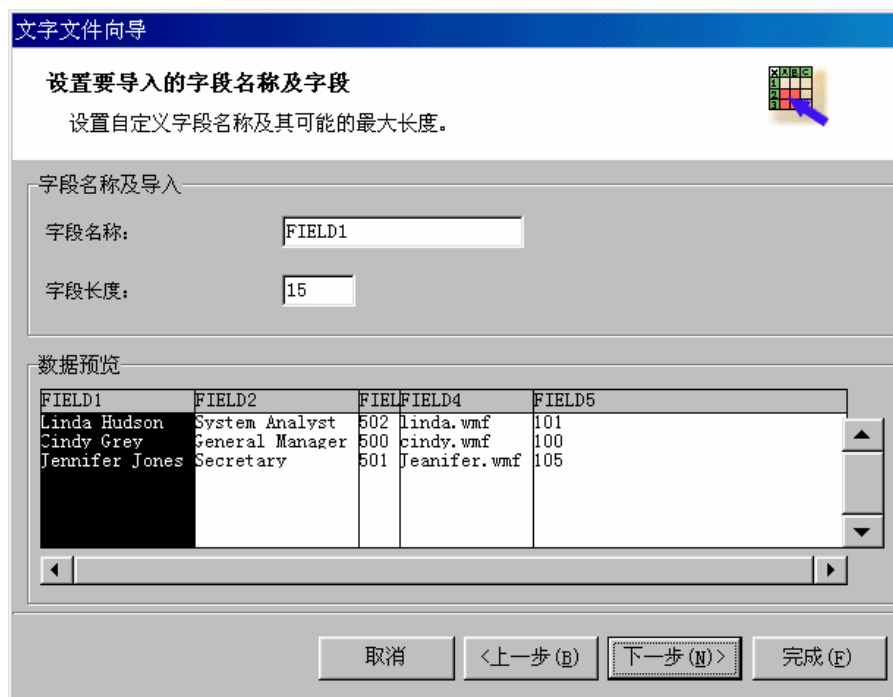 文字文件向导
设置要导入的字段名称及字段
设置自定义字段名称及其可能的最大长度。
X A B C
1
2
3
字段名称及导入
字段名称： FIELD1
字段长度： 15
数据预览
FIELD1 FIELD2 FIEL FIELD4 FIELD5
Linda Hudson System Analyst 502 linda.wmf 101
Cindy Grey General Manager 500 cindy.wmf 100
Jennifer Jones Secretary 501 Jeanifer.wmf 105
取消 <上一步(B) 下一步(N)> 完成(F)